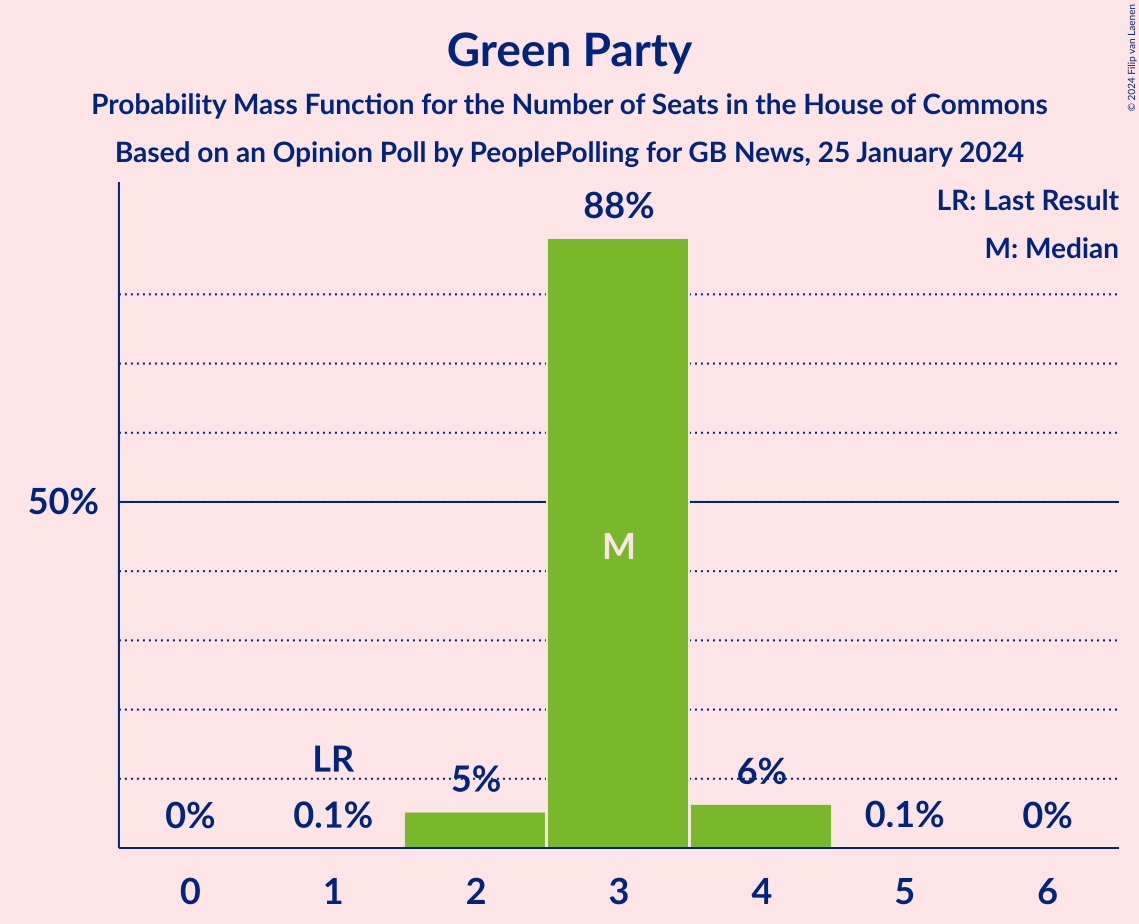 Green Party
Probability Mass Function for the Number of Seats in the House of Commons
Based on an Opinion Poll by PeoplePolling for GB News, 25 January 2024
© 2024 Filip van Laenen
LR: Last Result
M: Median
88%
50%
M
LR
0%
0.1%
5%
6%
0.1%
0%
0 1 2 3 4 5 6